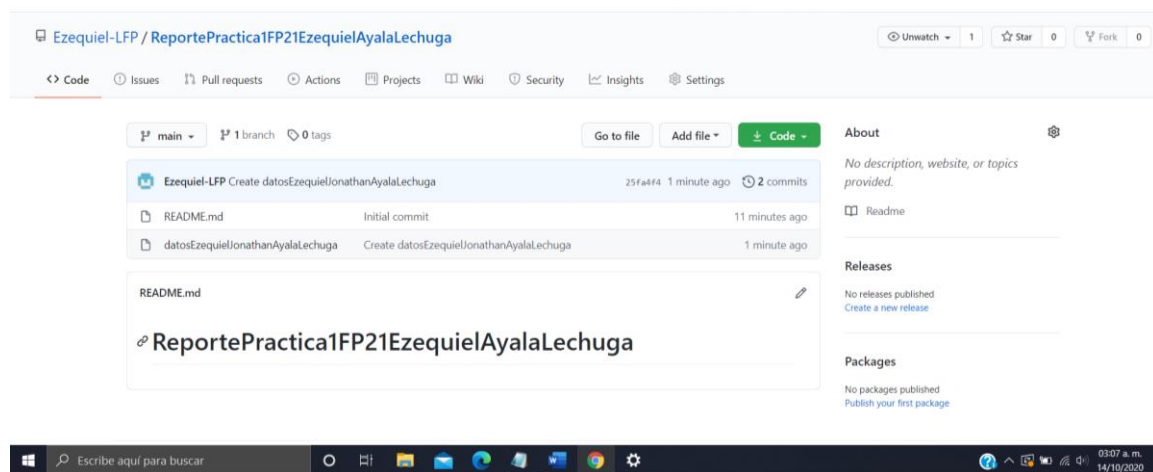 Ezequiel-LFP / ReportePractica1FP21EzequielAyalaLechuga
Unwatch 1 Star 0 Fork 0
<> Code Issues Pull requests Actions Projects Wiki Security Insights Settings
main 1 branch 0 tags Go to file Add file Code
Ezequiel-LFP Create datosEzequielJonathanAyalaLechuga 25fa4f4 1 minute ago 2 commits
README.md Initial commit 11 minutes ago
datosEzequielJonathanAyalaLechuga Create datosEzequielJonathanAyalaLechuga 1 minute ago
README.md
ReportePractica1FP21EzequielAyalaLechuga
About
No description, website, or topics
provided.
Readme
Releases
No releases published
Create a new release
Packages
No packages published
Publish your first package
Escribe aquí para buscar
03:07 a. m.
14/10/2020